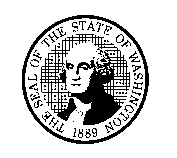 THE SEAL OF THE STATE OF WASHINGTON
1889